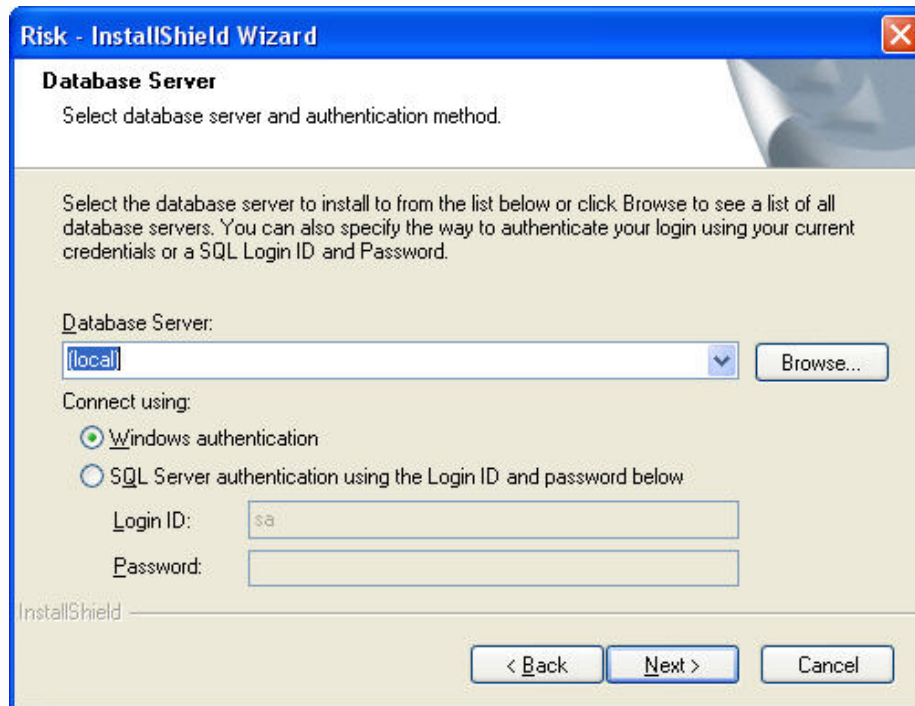 Risk - InstallShield Wizard
Database Server
Select database server and authentication method.
Select the database server to install to from the list below or click Browse to see a list of all
database servers. You can also specify the way to authenticate your login using your current
credentials or a SQL Login ID and Password.
Database Server:
(local)
Browse...
Connect using:
Windows authentication
SQL Server authentication using the Login ID and password below
Login ID:
sa
Password:
InstallShield
< Back
Next >
Cancel